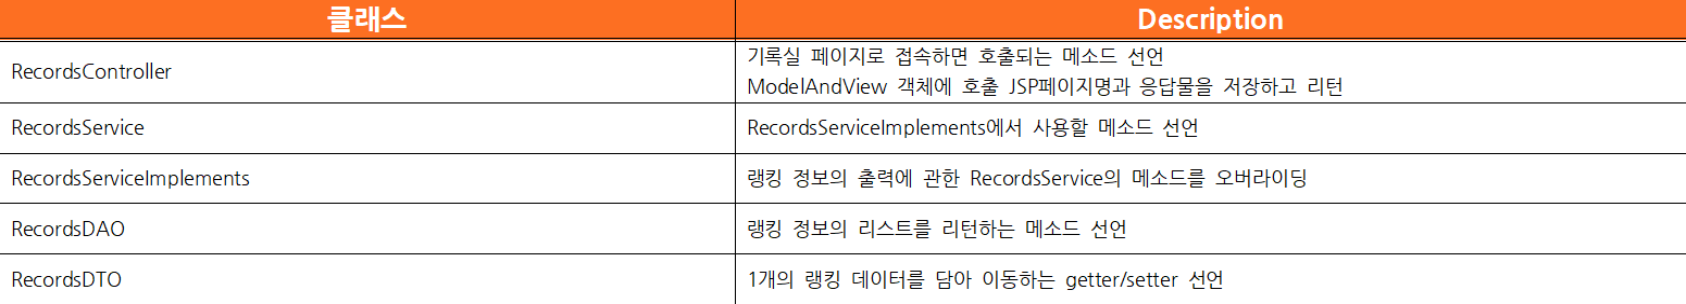 클래스 Description
RecordsController
기록실 페이지로 접속하면 호출되는 메소드 선언
ModelAndView 객체에 호출 JSP페이지명과 응답물을 저장하고 리턴
RecordsService RecordsServiceImplements에서 사용할 메소드 선언
RecordsServiceImplements 랭킹 정보의 출력에 관한 RecordsService의 메소드를 오버라이딩
RecordsDAO 랭킹 정보의 리스트를 리턴하는 메소드 선언
RecordsDTO 1개의 랭킹 데이터를 담아 이동하는 getter/setter 선언